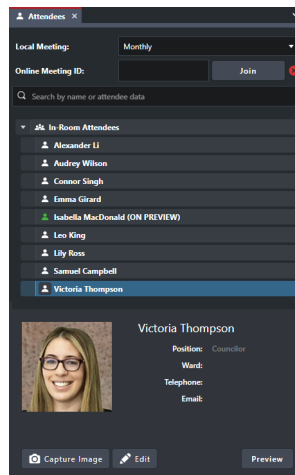 Attendees ×
Local Meeting: Monthly
Online Meeting ID: Join
Search by name or attendee data
In-Room Attendees
Alexander Li
Audrey Wilson
Connor Singh
Emma Girard
Isabella MacDonald (ON PREVIEW)
Leo King
Lily Ross
Samuel Campbell
Victoria Thompson
Victoria Thompson
Position: Councilor
Ward:
Telephone:
Email:
Capture Image Edit Preview